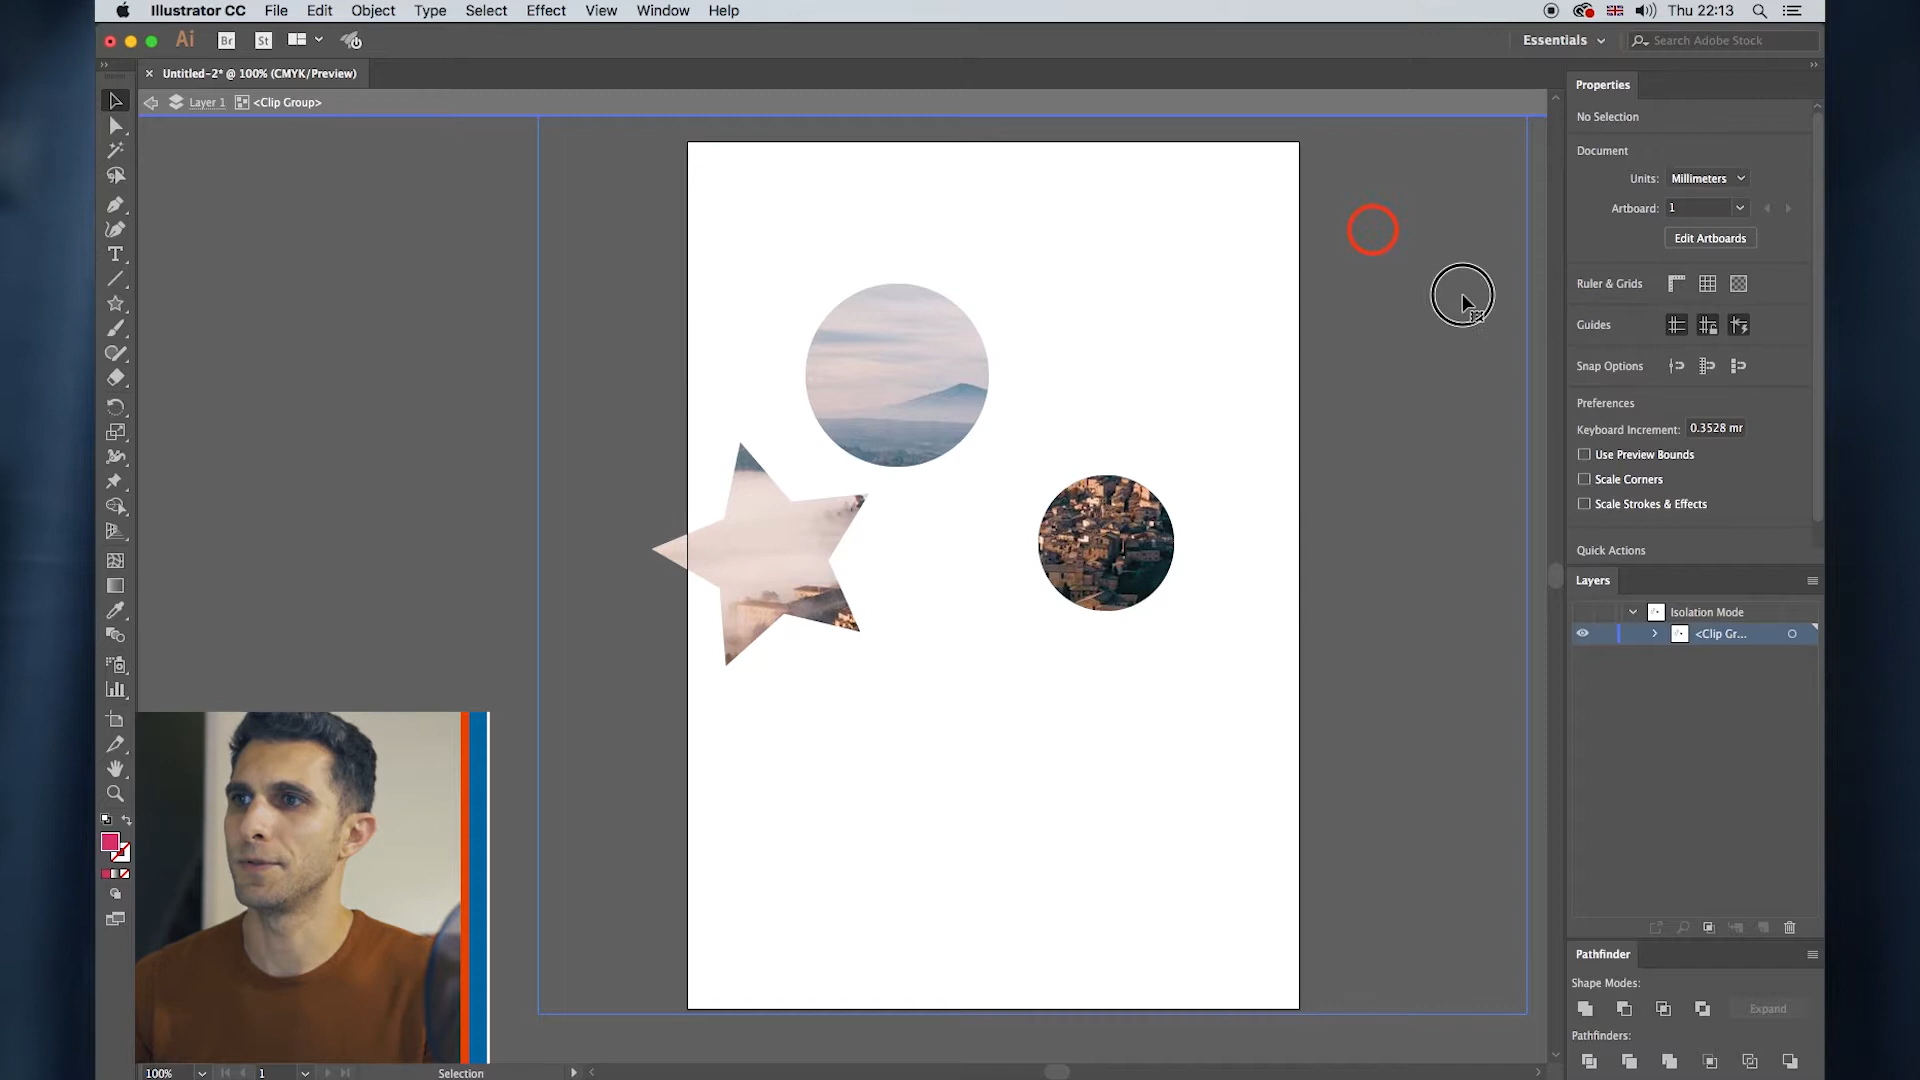 Illustrator CC File Edit Object Type Select Effect View Window Help
Thu 22:13
Ai Br St
Essentials
Search Adobe Stock
Untitled-2* @ 100% (CMYK/Preview)
Layer 1 <Clip Group>
Properties
No Selection
Document
Units: Millimeters
Artboard: 1
Edit Artboards
Ruler & Grids
Guides
Snap Options
Preferences
Keyboard Increment: 0.3528 mr
Use Preview Bounds
Scale Corners
Scale Strokes & Effects
Quick Actions
Layers
Isolation Mode
<Clip Gr...
Pathfinder
Shape Modes:
Expand
Pathfinders:
100% 1 Selection